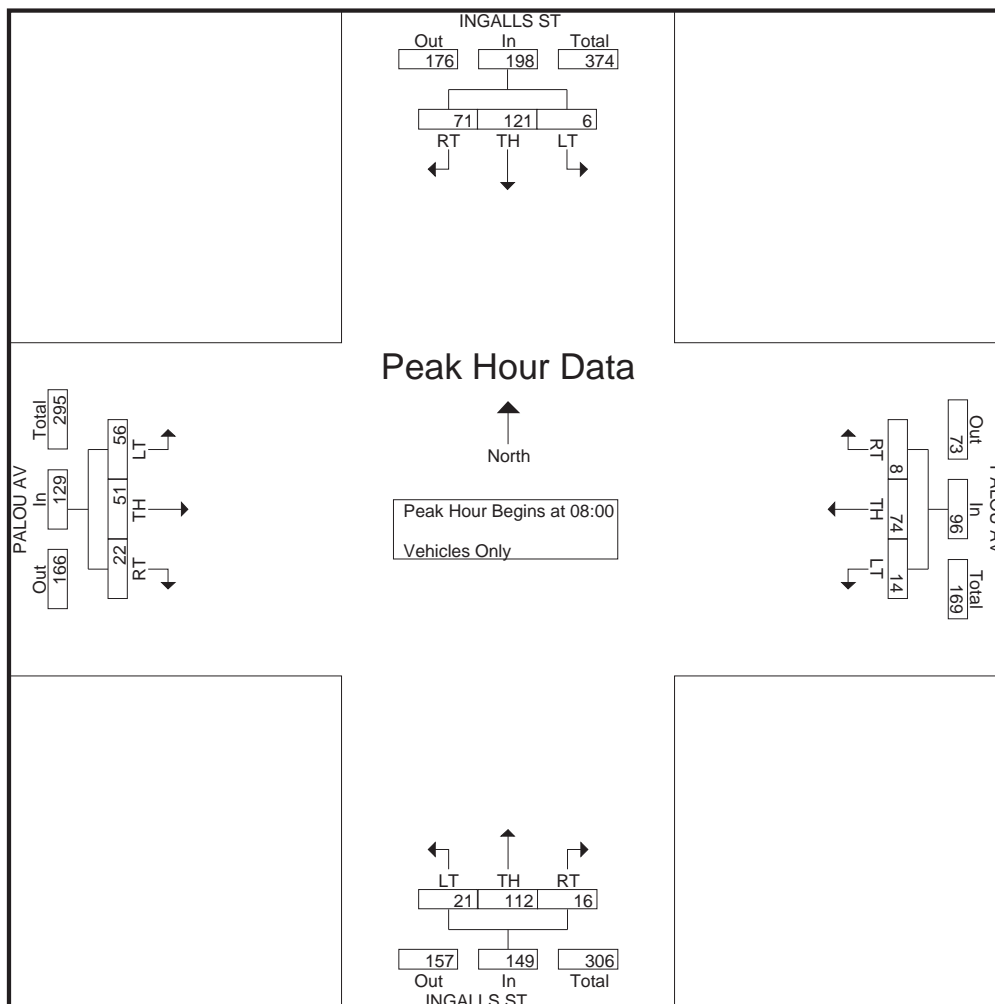 INGALLS ST
Out In Total
176 198 374
71 121 6
RT TH LT
Peak Hour Data
North
Peak Hour Begins at 08:00
Vehicles Only
PALOU AV
Out In Total
166 129 295
22 51 56
RT TH LT
PALOU AV
Out In Total
73 96 169
8 74 14
RT TH LT
LT TH RT
21 112 16
157 149 306
Out In Total
INGALLS ST